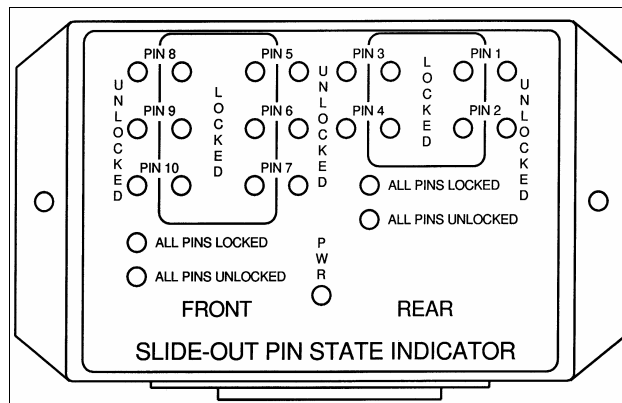 PIN 8 PIN 5 PIN 3 PIN 1
UNLOCKED LOCKED UNLOCKED LOCKED UNLOCKED
PIN 9 PIN 6 PIN 4 PIN 2
PIN 10 PIN 7
ALL PINS LOCKED
ALL PINS UNLOCKED
ALL PINS LOCKED
ALL PINS UNLOCKED
PWR
FRONT REAR
SLIDE-OUT PIN STATE INDICATOR